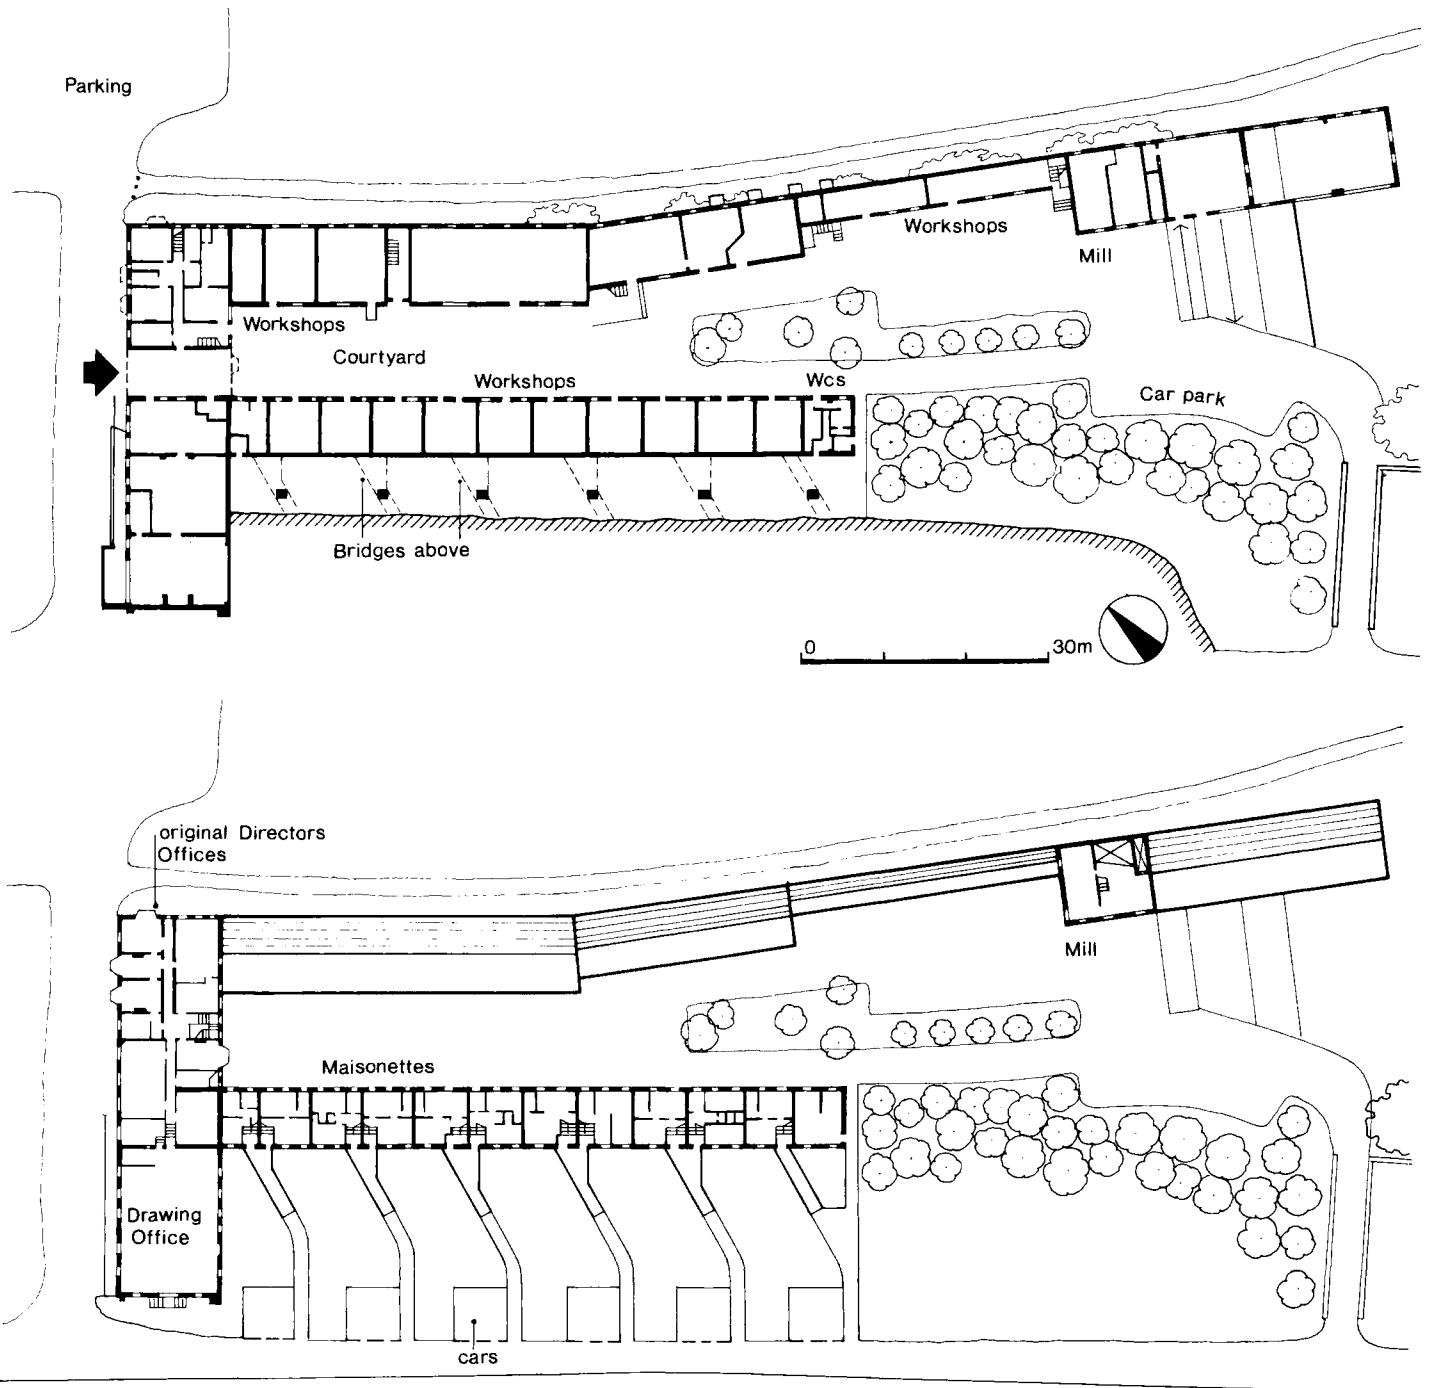 Parking
Workshops
Mill
Workshops
Courtyard
Workshops
Wcs
Car park
Bridges above
0
30m
original Directors
Offices
Mill
Maisonettes
Drawing
Office
cars